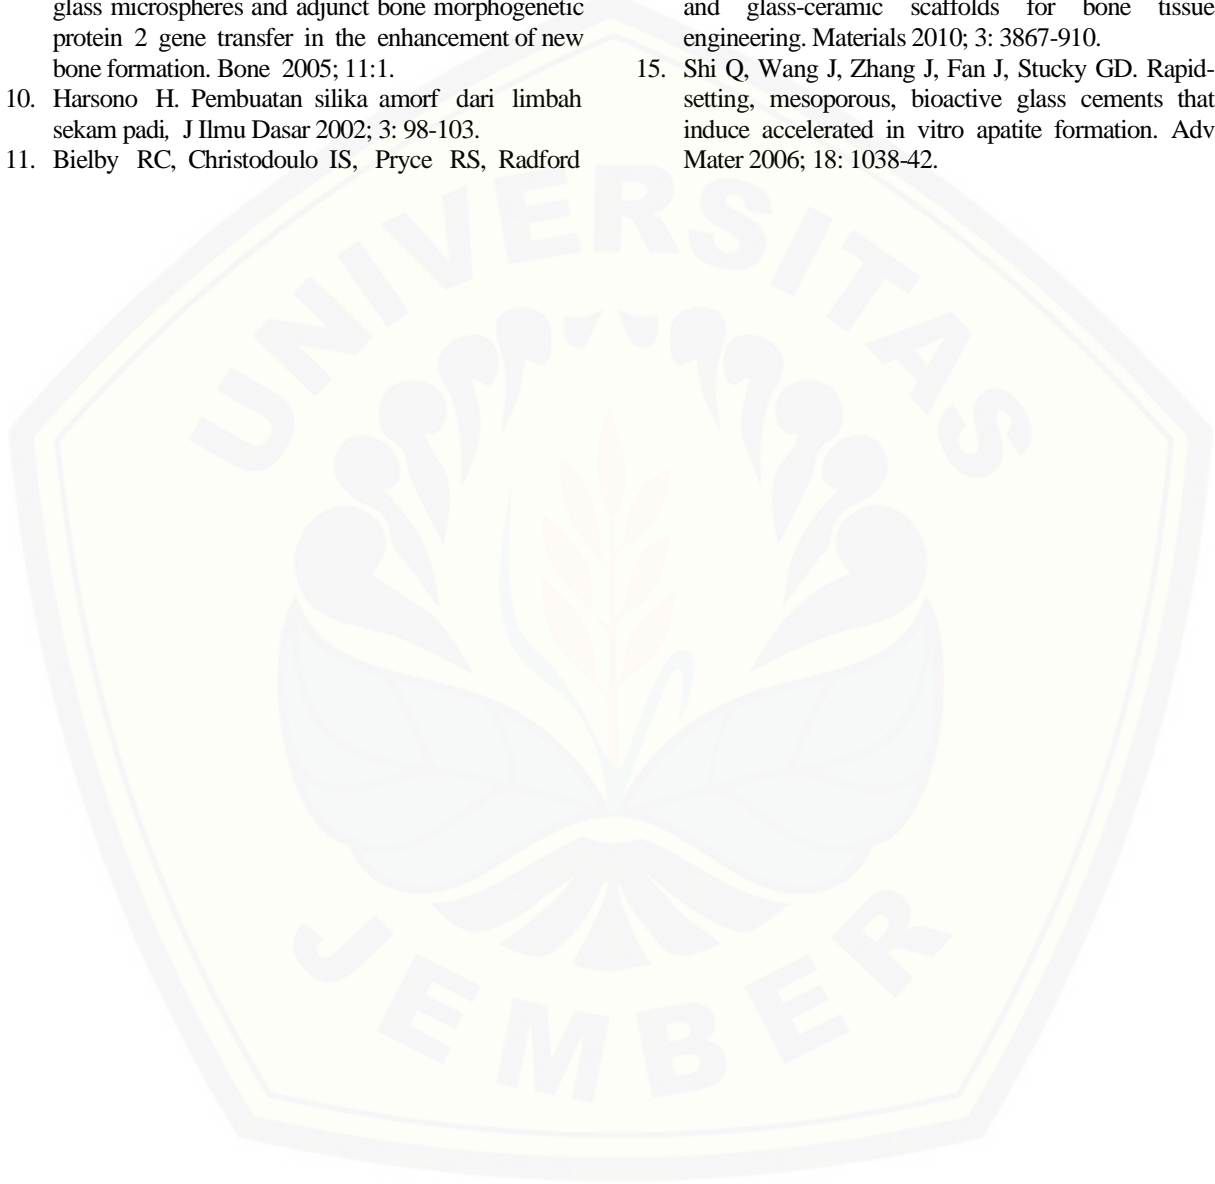 glass microspheres and adjunct bone morphogenetic
protein 2 gene transfer in the enhancement of new
bone formation. Bone 2005; 11:1.
10. Harsono H. Pembuatan silika amorf dari limbah
sekam padi, J Ilmu Dasar 2002; 3: 98-103.
11. Bielby RC, Christodoulo IS, Pryce RS, Radford
and glass-ceramic scaffolds for bone tissue
engineering. Materials 2010; 3: 3867-910.
15. Shi Q, Wang J, Zhang J, Fan J, Stucky GD. Rapid-
setting, mesoporous, bioactive glass cements that
induce accelerated in vitro apatite formation. Adv
Mater 2006; 18: 1038-42.
UNIVERSITAS
JEMBER